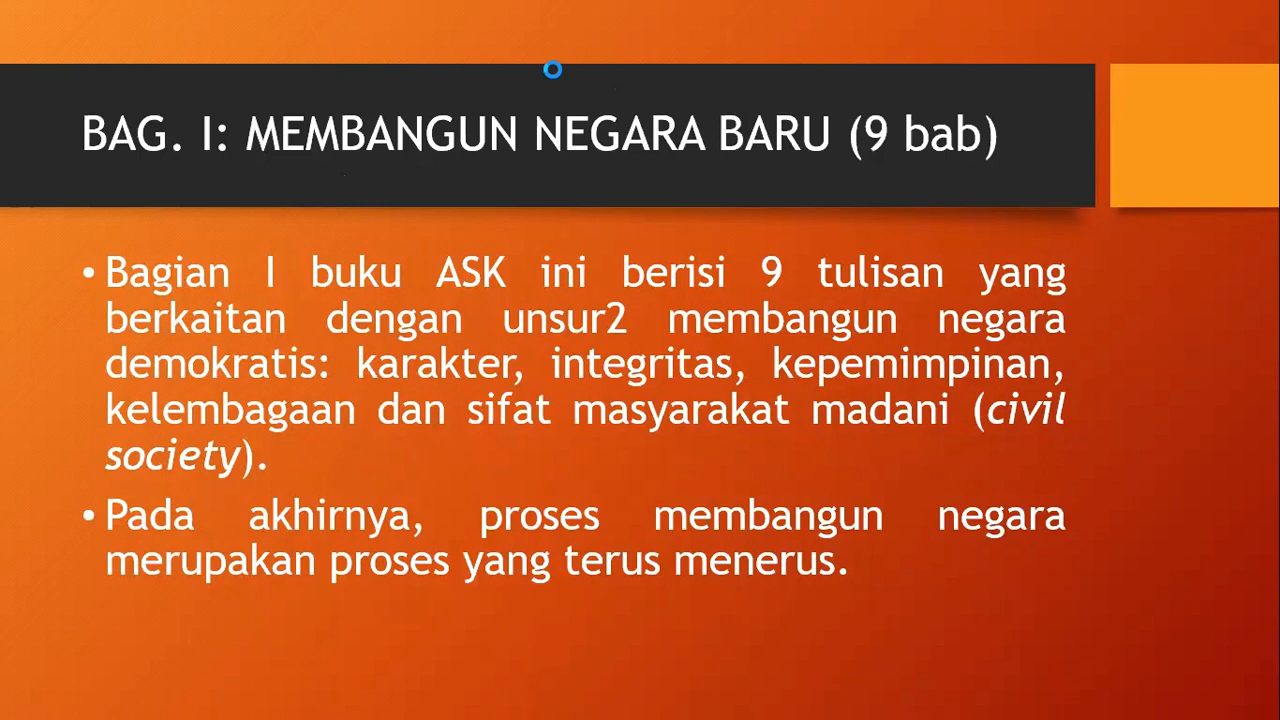 BAG. I: MEMBANGUN NEGARA BARU (9 bab)
• Bagian I buku ASK ini berisi 9 tulisan yang
berkaitan dengan unsur2 membangun negara
demokratis: karakter, integritas, kepemimpinan,
kelembagaan dan sifat masyarakat madani (civil
society).
• Pada akhirnya, proses membangun negara
merupakan proses yang terus menerus.